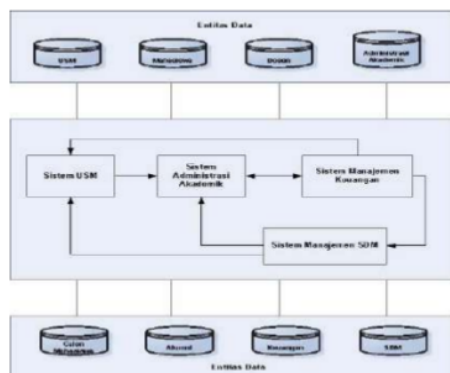 Entitas Data
USM
Mahasiswa
Dosen
Administrasi
Akademik
Sistem USM
Sistem
Administrasi
Akademik
Sistem Manajemen
Keuangan
Sistem Manajemen SDM
Calon
Mahasiswa
Alumni
Keuangan
SDM
Entitas Data